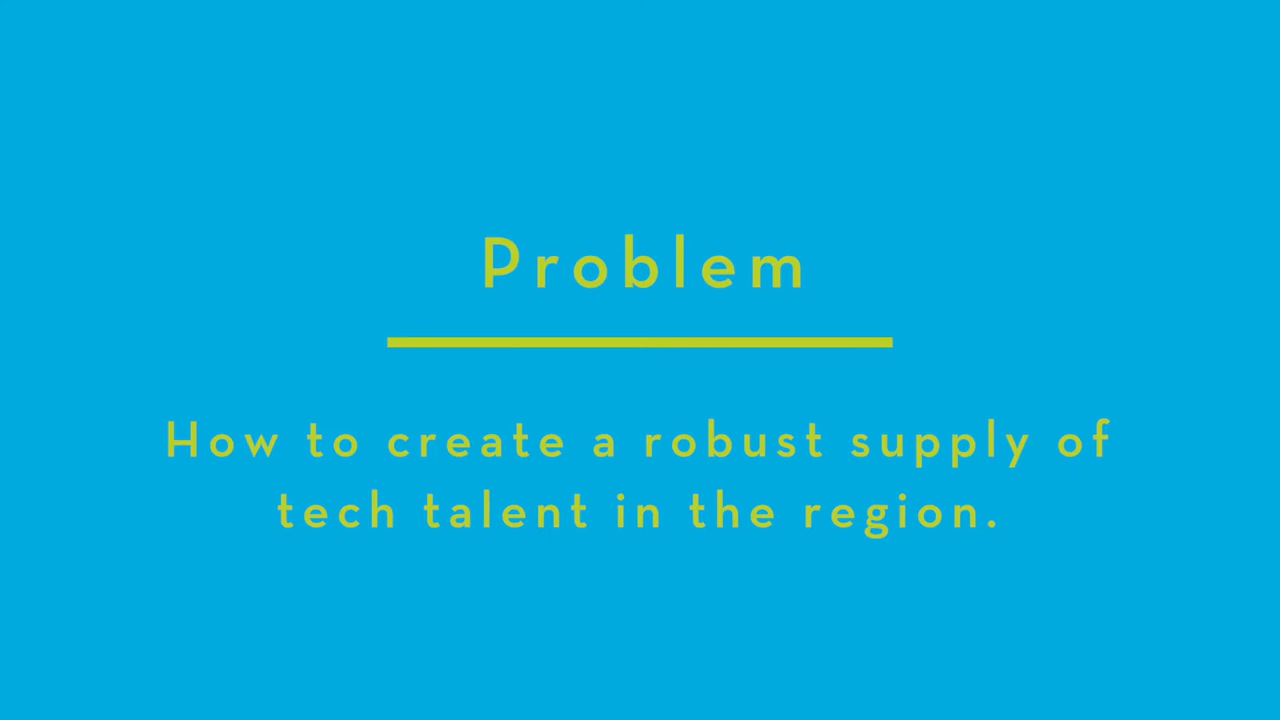 Problem
How to create a robust supply of
tech talent in the region.